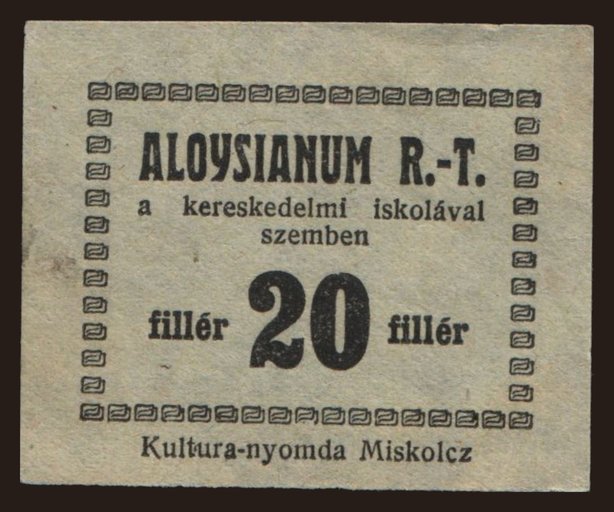 ALOYSIANUM R.-T.
a kereskedelmi iskolával
szemben
fillér 20 fillér
Kultura-nyomda Miskolcz